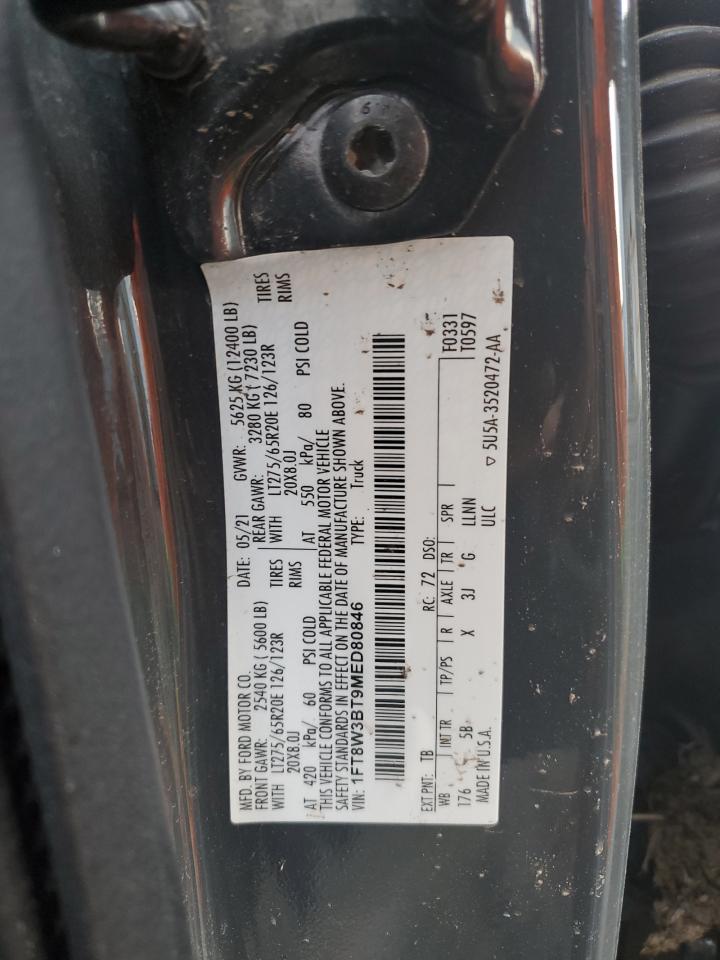 MFD. BY FORD MOTOR CO.
DATE: 05/21 GVWR: 5625 KG (12400 LB)
FRONT GAWR: 2540 KG ( 5600 LB) REAR GAWR: 3280 KG ( 7230 LB)
WITH LT275/65R20E 126/123R TIRES WITH LT275/65R20E 126/123R TIRES
20X8.0J RIMS 20X8.0J RIMS
AT 420 kPa/ 60 PSI COLD AT 550 kPa/ 80 PSI COLD
THIS VEHICLE CONFORMS TO ALL APPLICABLE FEDERAL MOTOR VEHICLE
SAFETY STANDARDS IN EFFECT ON THE DATE OF MANUFACTURE SHOWN ABOVE.
VIN: 1FT8W3BT9MED80846 TYPE: Truck
EXT PNT: TB RC: 72 DSO: F0331
WB INT TR TP/PS R AXLE TR SPR T0597
176 5B X 3J G LLNN
MADE IN U.S.A. ULC ▽ 5U5A-3520472-AA